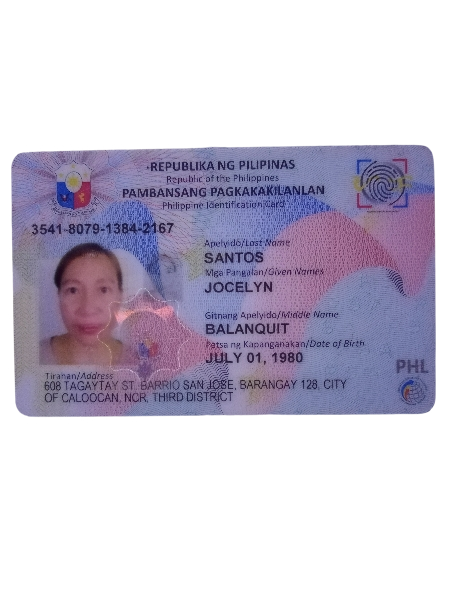 REPUBLIKA NG PILIPINAS
Republic of the Philippines
PAMBANSANG PAGKAKAKILANLAN
Philippine Identification Card
3541-8079-1384-2167
Apelyido/Last Name
SANTOS
Mga Pangalan/Given Names
JOCELYN
Gitnang Apelyido/Middle Name
BALANQUIT
Petsa ng Kapanganakan/Date of Birth
JULY 01, 1980
PHL
Tirahan/Address
608 TAGAYTAY ST. BARRIO SAN JOSE, BARANGAY 128, CITY
OF CALOOCAN, NCR, THIRD DISTRICT